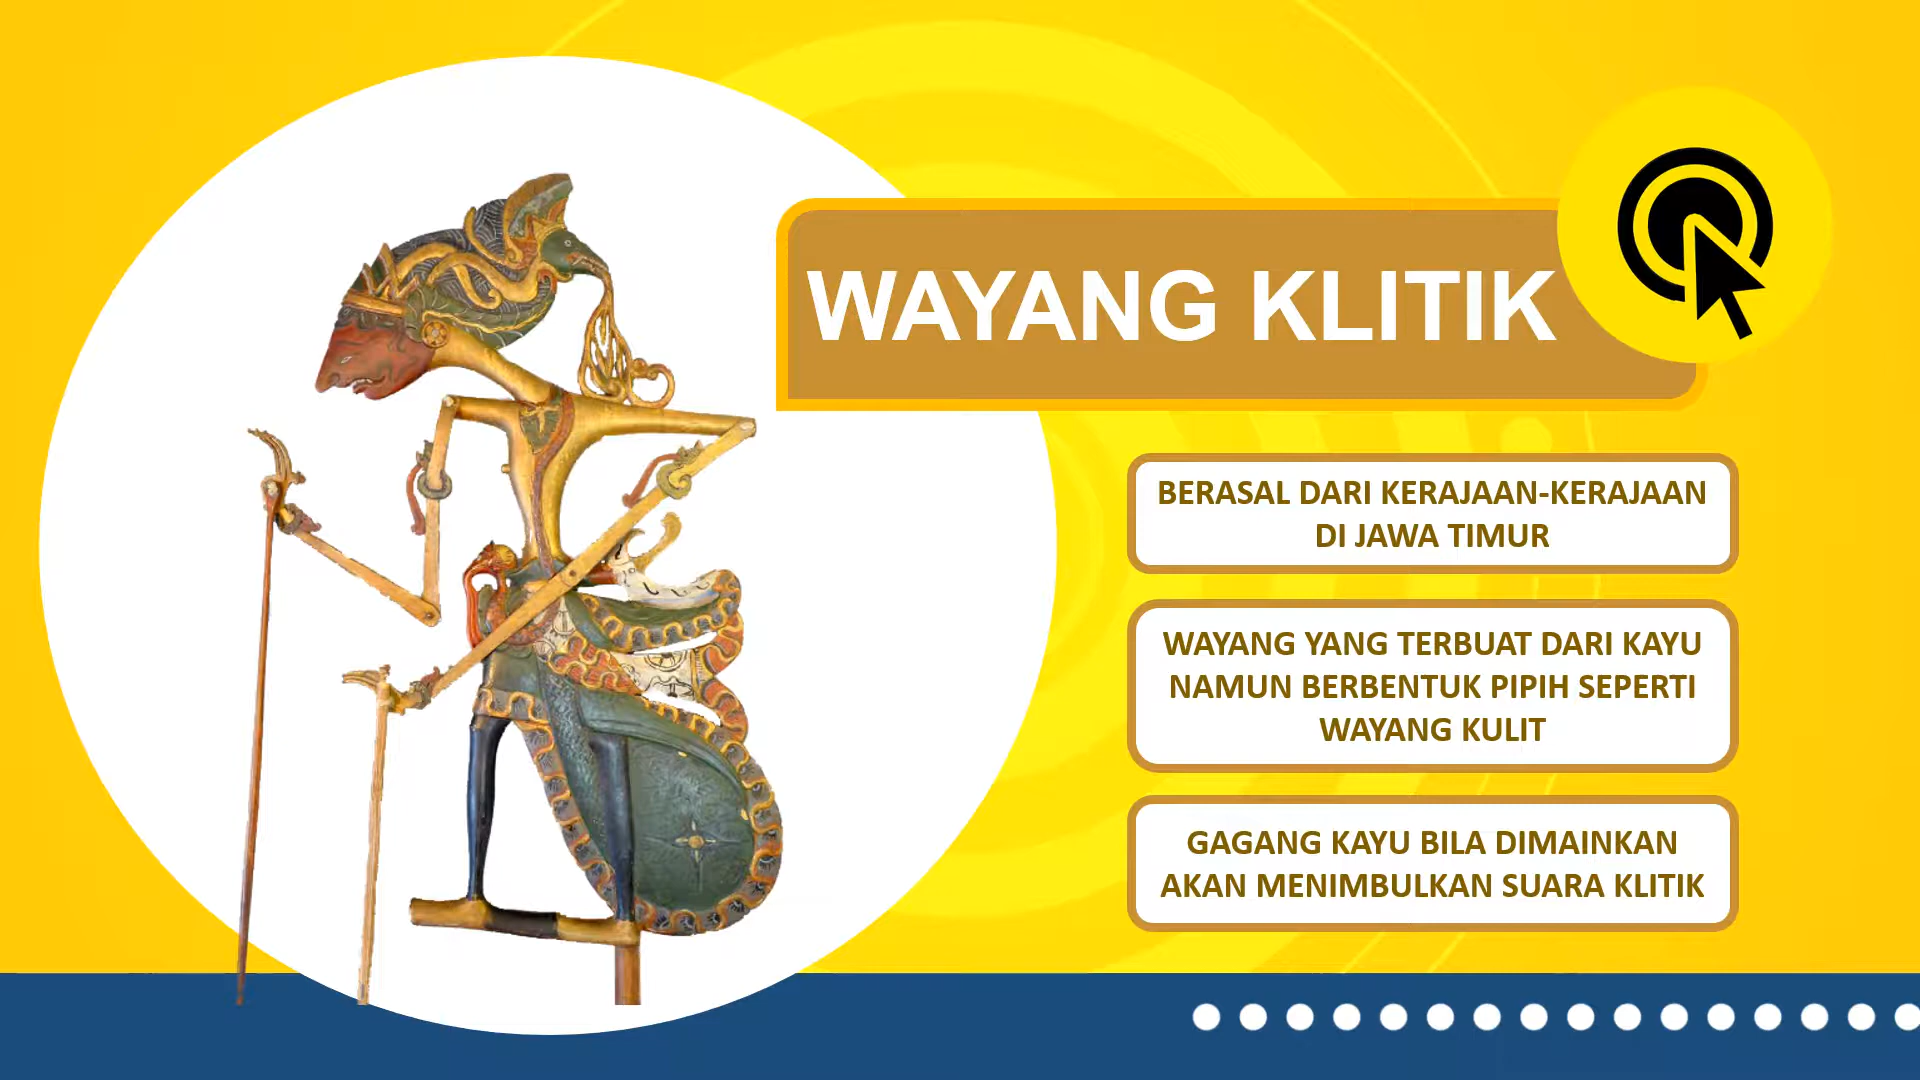 WAYANG KLITIK
BERASAL DARI KERAJAAN-KERAJAAN
DI JAWA TIMUR
WAYANG YANG TERBUAT DARI KAYU
NAMUN BERBENTUK PIPIH SEPERTI
WAYANG KULIT
GAGANG KAYU BILA DIMAINKAN
AKAN MENIMBULKAN SUARA KLITIK